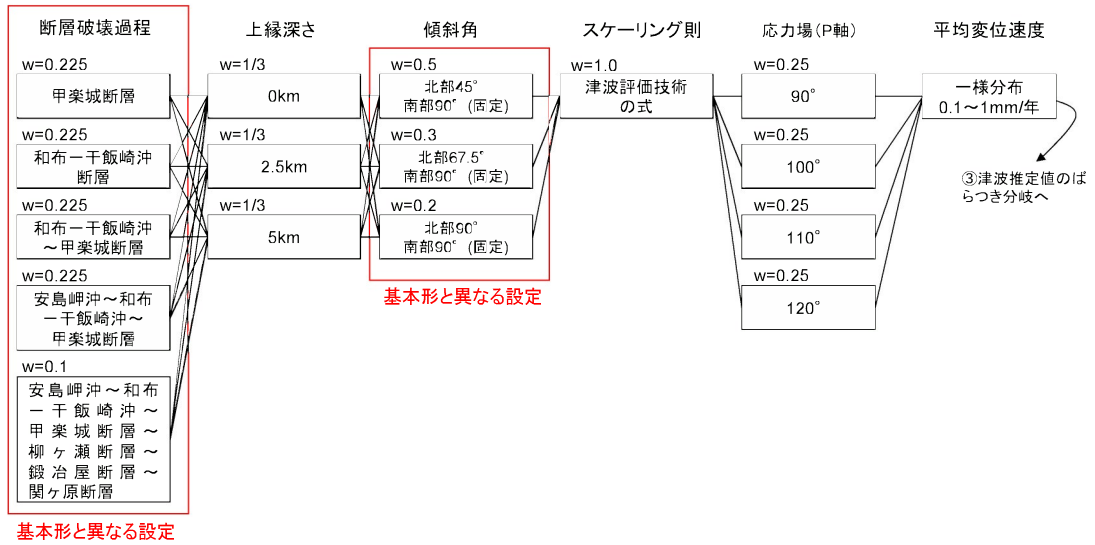 断層破壊過程
w=0.225
甲楽城断層
w=0.225
和布ー干飯崎沖
断層
w=0.225
和布ー干飯崎沖
～甲楽城断層
w=0.225
安島岬沖～和布
ー干飯崎沖～
甲楽城断層
w=0.1
安島岬沖～和布
ー干飯崎沖～
甲楽城断層～
柳ヶ瀬断層～
鍛冶屋断層～
関ヶ原断層
基本形と異なる設定
上縁深さ
w=1/3
0km
w=1/3
2.5km
w=1/3
5km
傾斜角
w=0.5
北部45°
南部90° (固定)
w=0.3
北部67.5°
南部90° (固定)
w=0.2
北部90°
南部90° (固定)
基本形と異なる設定
スケーリング則
w=1.0
津波評価技術
の式
応力場(P軸)
w=0.25
90°
w=0.25
100°
w=0.25
110°
w=0.25
120°
平均変位速度
一様分布
0.1～1mm/年
③津波推定値のば
らつき分岐へ